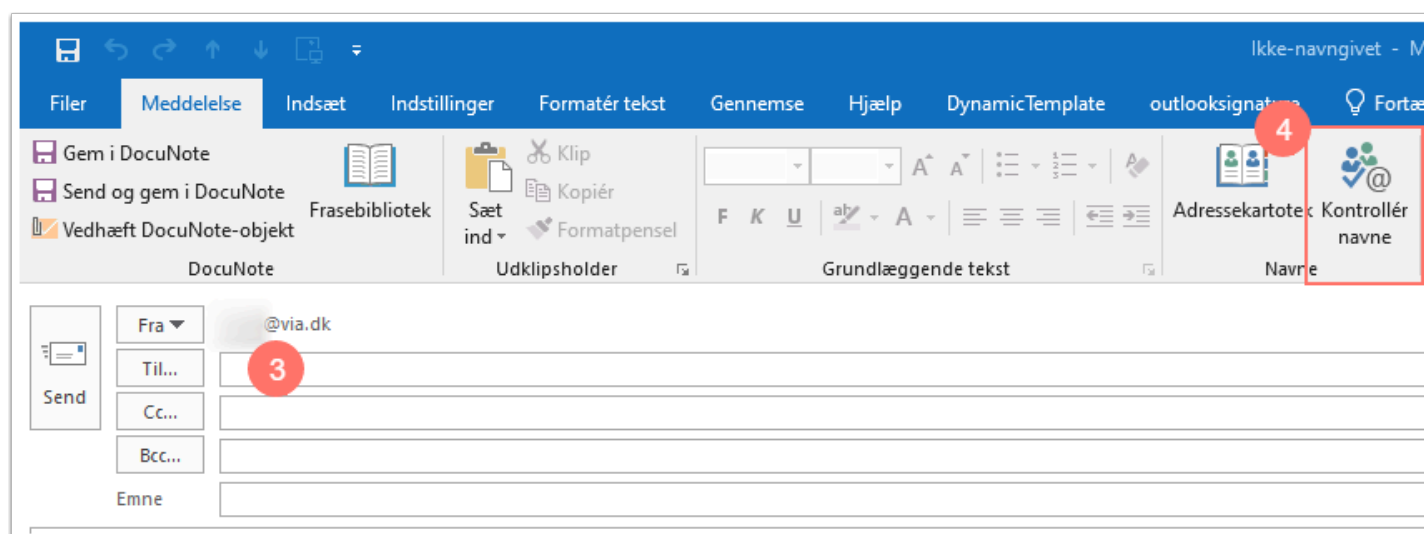 Ikke-navngivet - M
Filer Meddelelse Indsæt Indstillinger Formatér tekst Gennemse Hjælp DynamicTemplate outlooksignature Fortæ
4
Gem i DocuNote
Send og gem i DocuNote
Vedhæft DocuNote-objekt
Frasebibliotek
DocuNote
Sæt
ind
Klip
Kopiér
Formatpensel
Udklipsholder
A A
F K U ab A
Grundlæggende tekst
Adressekartotek
Kontrollér
navne
Navne
Send
Fra @via.dk
Til... 3
Cc...
Bcc...
Emne